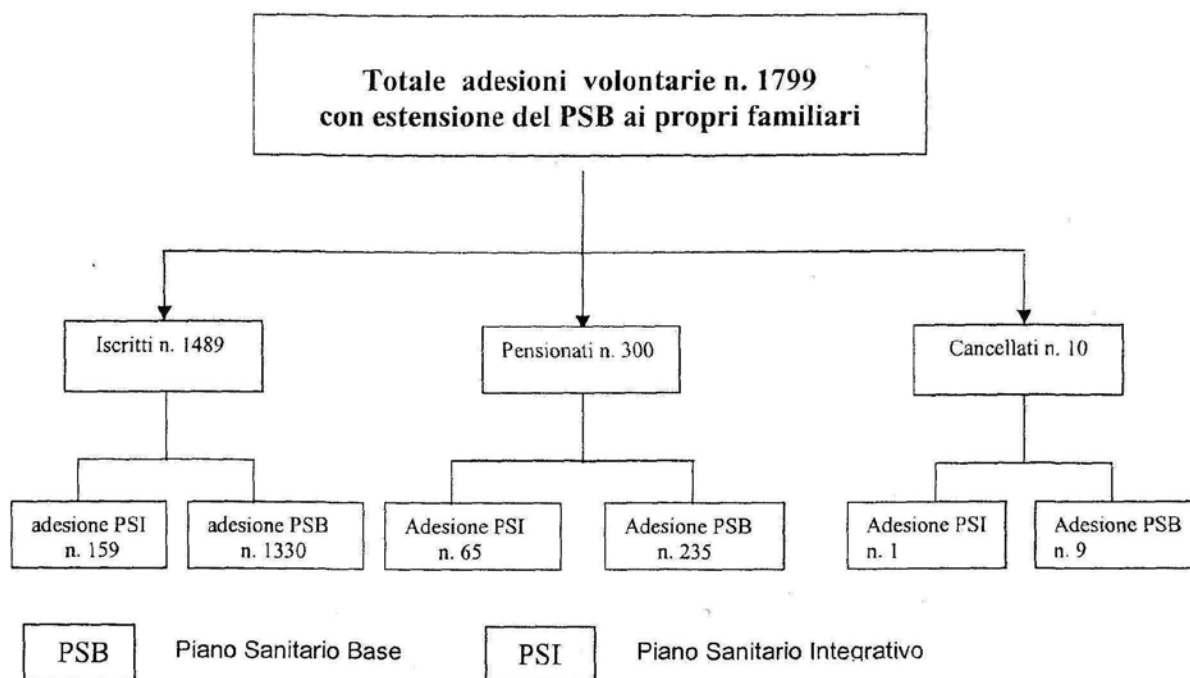 Totale adesioni volontarie n. 1799
con estensione del PSB ai propri familiari
Iscritti n. 1489
Pensionati n. 300
Cancellati n. 10
adesione PSI
n. 159
adesione PSB
n. 1330
Adesione PSI
n. 65
Adesione PSB
n. 235
Adesione PSI
n. 1
Adesione PSB
n. 9
PSB Piano Sanitario Base PSI Piano Sanitario Integrativo